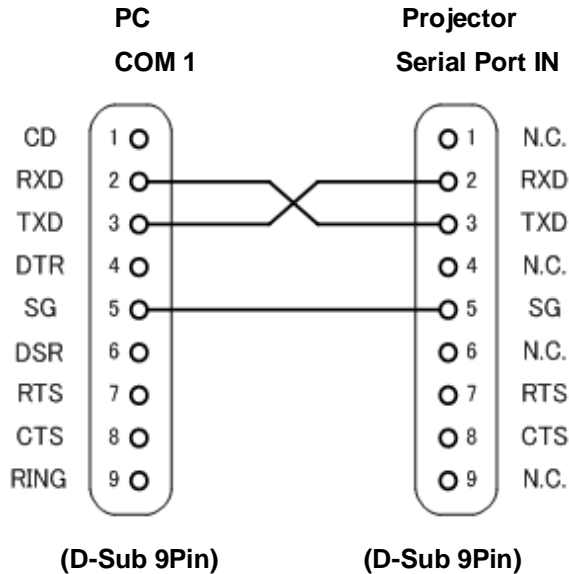 PC Projector
COM 1 Serial Port IN
CD 1 1 N.C.
RXD 2 2 RXD
TXD 3 3 TXD
DTR 4 4 N.C.
SG 5 5 SG
DSR 6 6 N.C.
RTS 7 7 RTS
CTS 8 8 CTS
RING 9 9 N.C.
(D-Sub 9Pin) (D-Sub 9Pin)